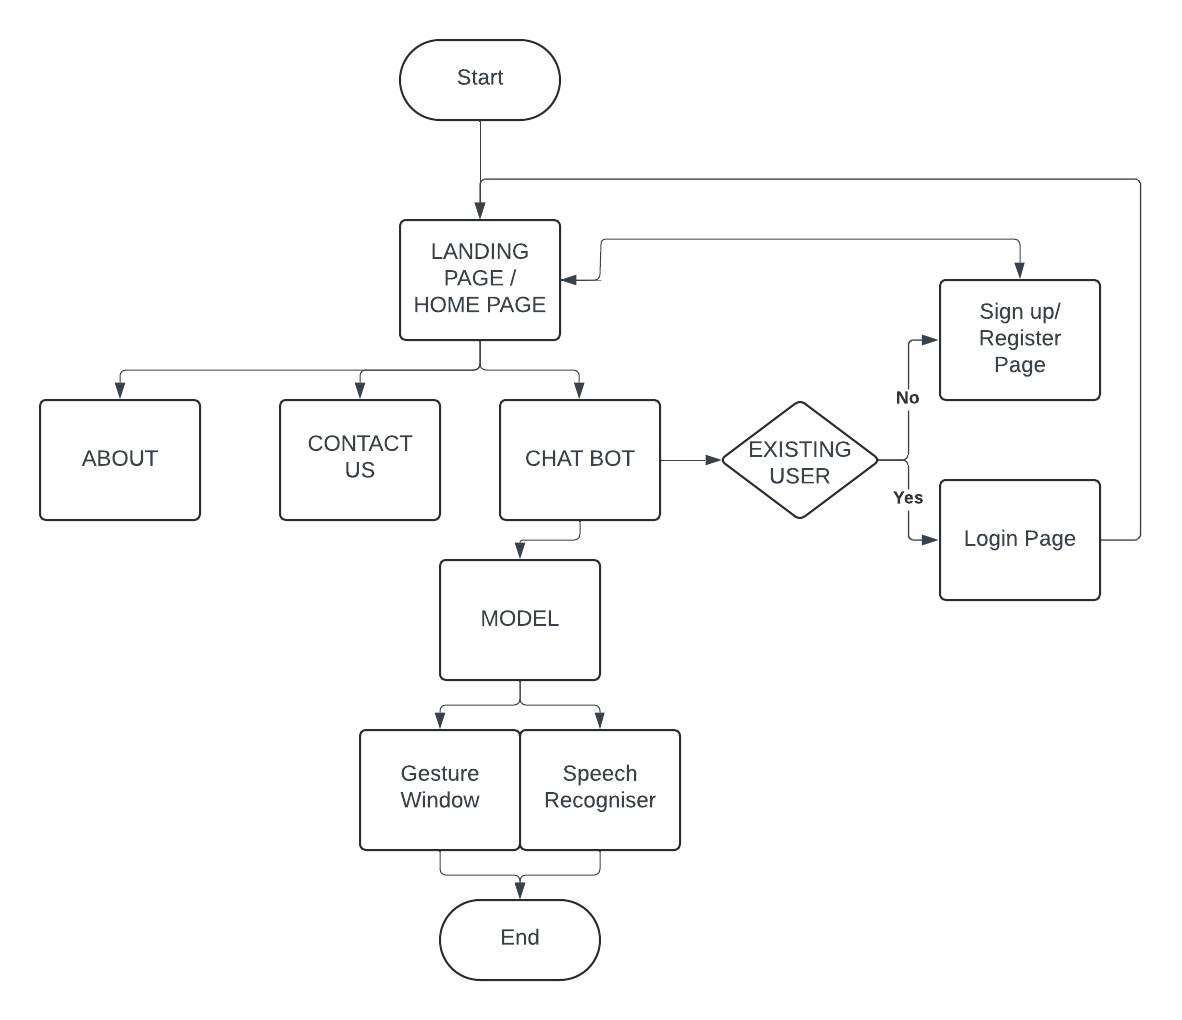 Start
LANDING
PAGE /
HOME PAGE
Sign up/
Register
Page
No
ABOUT
CONTACT
US
CHAT BOT
EXISTING
USER
Yes
Login Page
MODEL
Gesture
Window
Speech
Recogniser
End